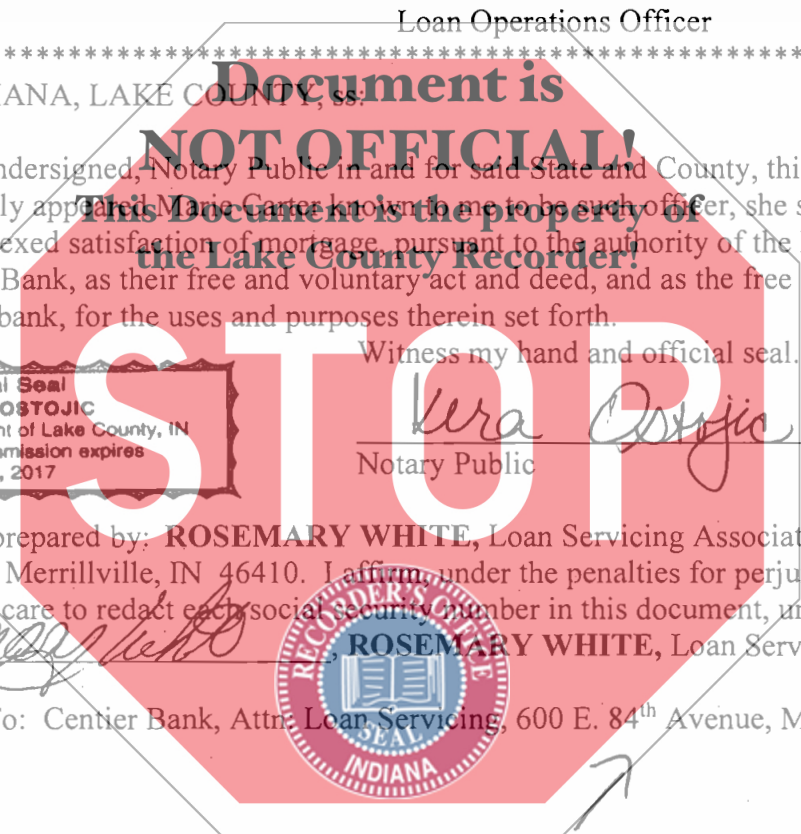 Loan Operations Officer
********************************************
IANA, LAKE COUNTY, ss:
Document is
NOT OFFICIAL!
ndersigned, Notary Public in and for said State and County, thi
This Document is the property of
ly appeared Marie Carter known to me to be such officer, she s
exed satisfaction of mortgage, pursuant to the authority of the
the Lake County Recorder!
Bank, as their free and voluntary act and deed, and as the free
bank, for the uses and purposes therein set forth.
Witness my hand and official seal.
STOP
l Seal
OSTOJIC
nt of Lake County, IN
mmission expires
, 2017
Vera Ostojic
Notary Public
prepared by: ROSEMARY WHITE, Loan Servicing Associat
Merrillville, IN 46410. I affirm, under the penalties for perju
care to redact each social security number in this document, un
, ROSEMARY WHITE, Loan Serv
RECORDER'S OFFICE
SEAL
INDIANA
o: Centier Bank, Attn: Loan Servicing, 600 E. 84th Avenue, M